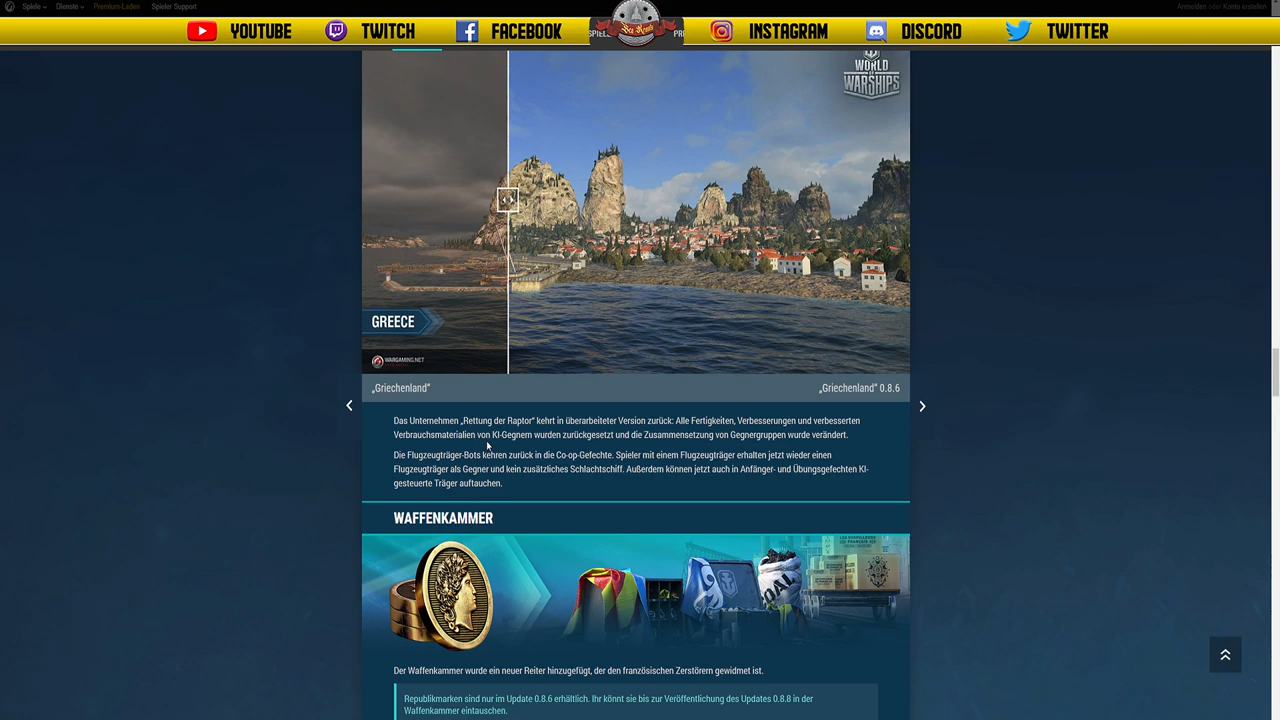 Spiele
Dienste
Premium-Laden
Spieler Support
Anmelden oder Konto erstellen
YOUTUBE
TWITCH
FACEBOOK
INSTAGRAM
DISCORD
TWITTER
WORLD
OF
WARSHIPS
GREECE
WARGAMING.NET
„Griechenland“
„Griechenland“ 0.8.6
Das Unternehmen „Rettung der Raptor“ kehrt in überarbeiteter Version zurück: Alle Fertigkeiten, Verbesserungen und verbesserten
Verbrauchsmaterialien von KI-Gegnern wurden zurückgesetzt und die Zusammensetzung von Gegnergruppen wurde verändert.
Die Flugzeugträger-Bots kehren zurück in die Co-op-Gefechte. Spieler mit einem Flugzeugträger erhalten jetzt wieder einen
Flugzeugträger als Gegner und kein zusätzliches Schlachtschiff. Außerdem können jetzt auch in Anfänger- und Übungsgefechten KI-
gesteuerte Träger auftauchen.
WAFFENKAMMER
Der Waffenkammer wurde ein neuer Reiter hinzugefügt, der den französischen Zerstörern gewidmet ist.
Republikmarken sind nur im Update 0.8.6 erhältlich. Ihr könnt sie bis zur Veröffentlichung des Updates 0.8.8 in der
Waffenkammer eintauschen.